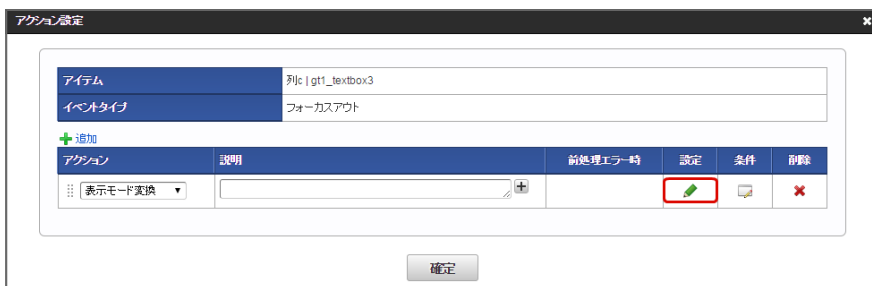 アクション設定
アイテム 列c | gt1_textbox3
イベントタイプ フォーカスアウト
追加
アクション 説明 前処理エラー時 設定 条件 削除
表示モード変換
確定